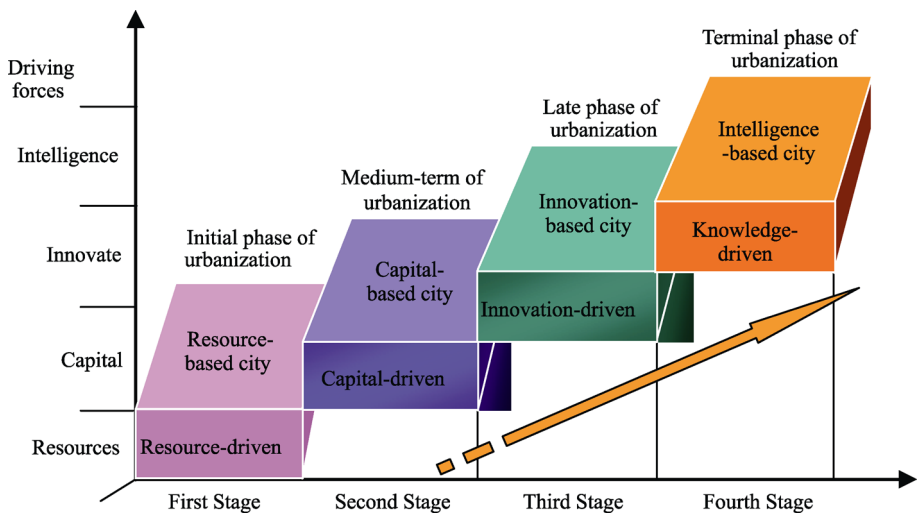 Driving
forces
Intelligence
Innovate
Capital
Resources
Initial phase of
urbanization
Resource-
based city
Resource-driven
Medium-term of
urbanization
Capital-
based city
Capital-driven
Late phase of
urbanization
Innovation-
based city
Innovation-driven
Terminal phase of
urbanization
Intelligence
-based city
Knowledge-
driven
First Stage
Second Stage
Third Stage
Fourth Stage